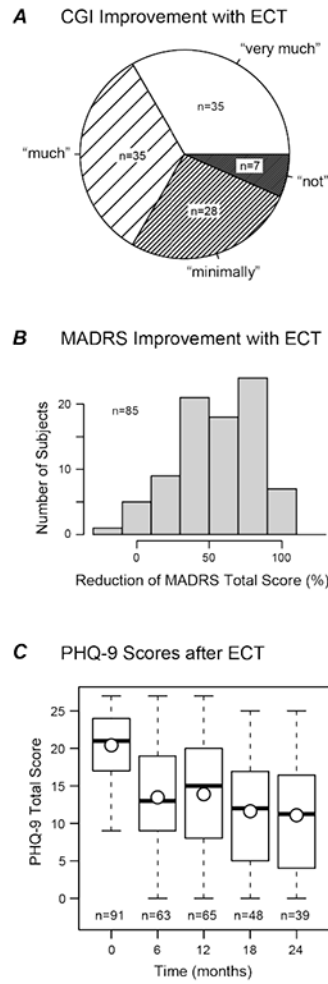 A CGI Improvement with ECT
“very much”
n=35
“much”
n=35
n=7
“not”
n=28
“minimally”
B MADRS Improvement with ECT
Number of Subjects
20
10
0
n=85
0 50 100
Reduction of MADRS Total Score (%)
C PHQ-9 Scores after ECT
PHQ-9 Total Score
25
20
15
10
5
0
n=91 n=63 n=65 n=48 n=39
0 6 12 18 24
Time (months)